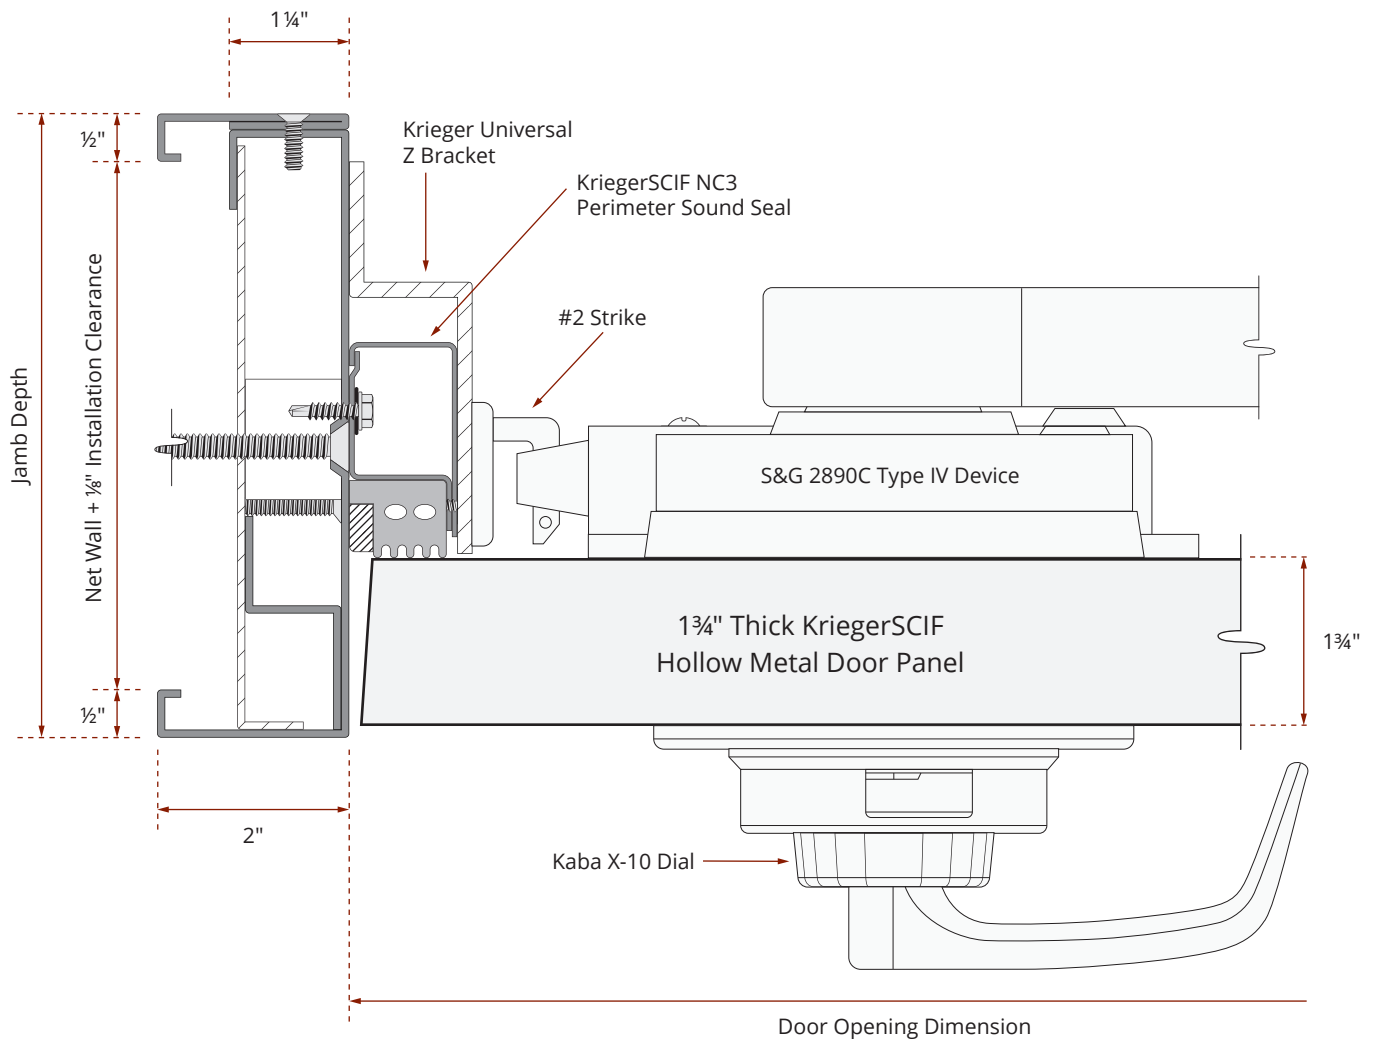 1¼"
½"
Krieger Universal
Z Bracket
KriegerSCIF NC3
Perimeter Sound Seal
#2 Strike
Jamb Depth
Net Wall + ⅛" Installation Clearance
S&G 2890C Type IV Device
1¾" Thick KriegerSCIF
Hollow Metal Door Panel
1¾"
½"
2"
Kaba X-10 Dial
Door Opening Dimension